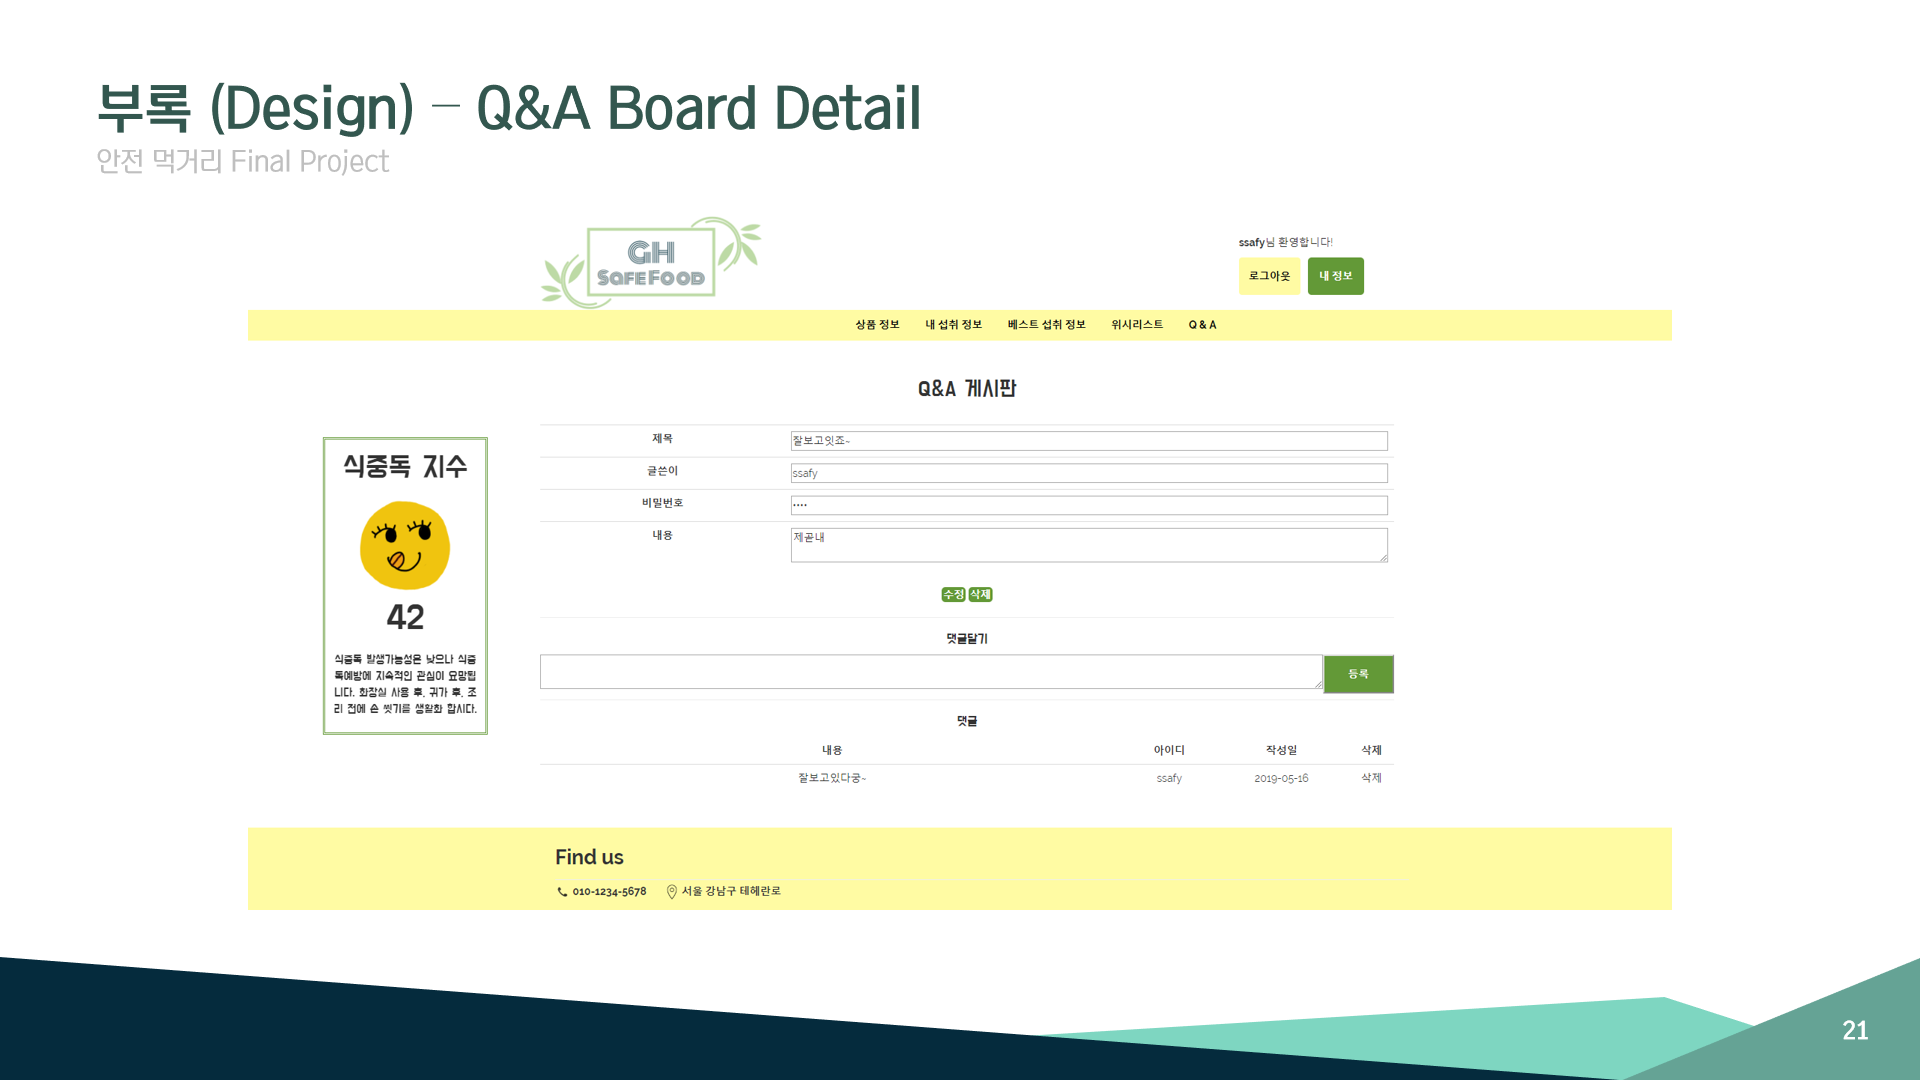 부록 (Design) – Q&A Board Detail
안전 먹거리 Final Project
GH
SAFEFOOD
ssafy님 환영합니다!
로그아웃 내 정보
상품 정보 내 섭취 정보 베스트 섭취 정보 위시리스트 Q & A
Q&A 게시판
식중독 지수
42
식중독 발생가능성은 낮으나 식중
독예방에 지속적인 관심이 요망됩
니다. 화장실 사용 후, 귀가 후, 조
리 전에 손 씻기를 생활화 합시다.
제목 잘보고잇죠~
글쓴이 ssafy
비밀번호 ••••
내용 제곧내
수정 삭제
댓글달기
등록
댓글
내용 아이디 작성일 삭제
잘보고있다궁~ ssafy 2019-05-16 삭제
Find us
010-1234-5678 서울 강남구 테헤란로
21